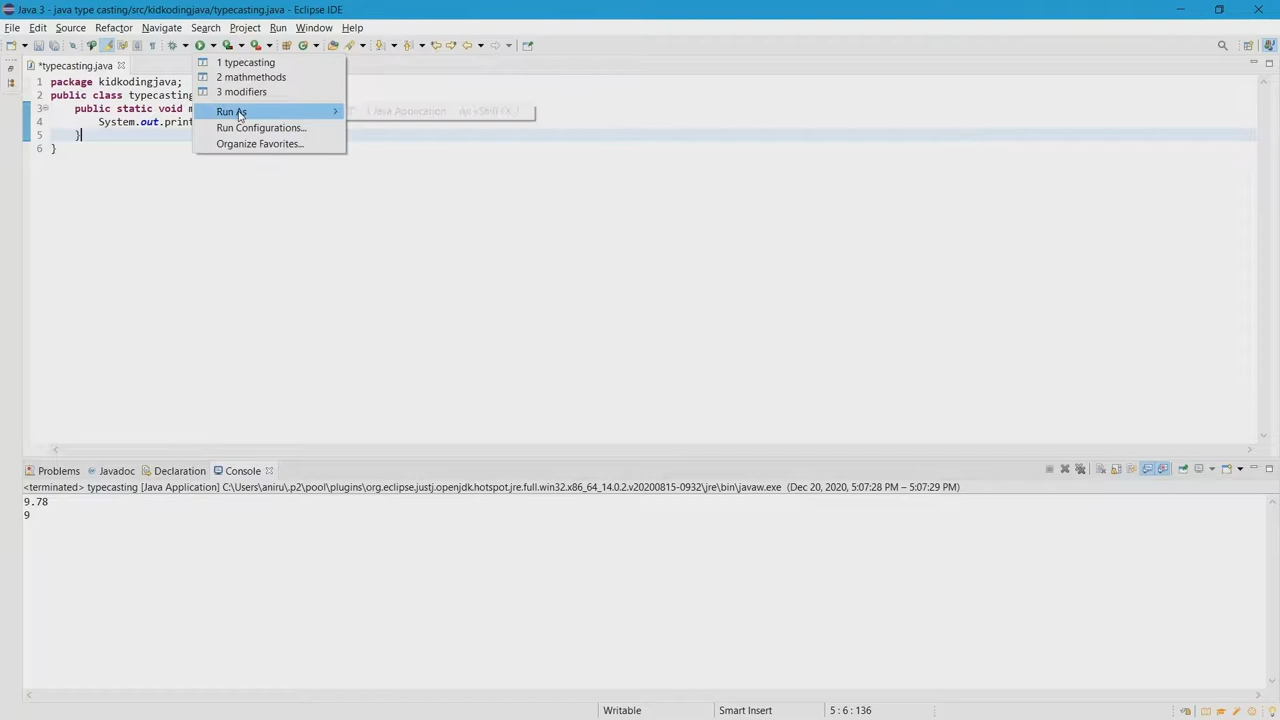 Java 3 - java type casting/src/kidkodingjava/typecasting.java - Eclipse IDE
File Edit Source Refactor Navigate Search Project Run Window Help
*typecasting.java
1 typecasting
2 mathmethods
3 modifiers
Run As
1 Java Application
Run Configurations...
Organize Favorites...
1 package kidkodingjava;
2 public class typecasting
3 public static void m
4 System.out.print
5 }
6 }
Problems Javadoc Declaration Console
<terminated> typecasting [Java Application] C:\Users\aniru\.p2\pool\plugins\org.eclipse.justj.openjdk.hotspot.jre.full.win32.x86_64_14.0.2.v20200815-0932\jre\bin\javaw.exe (Dec 20, 2020, 5:07:28 PM – 5:07:29 PM)
9.78
9
Writable Smart Insert 5 : 6 : 136